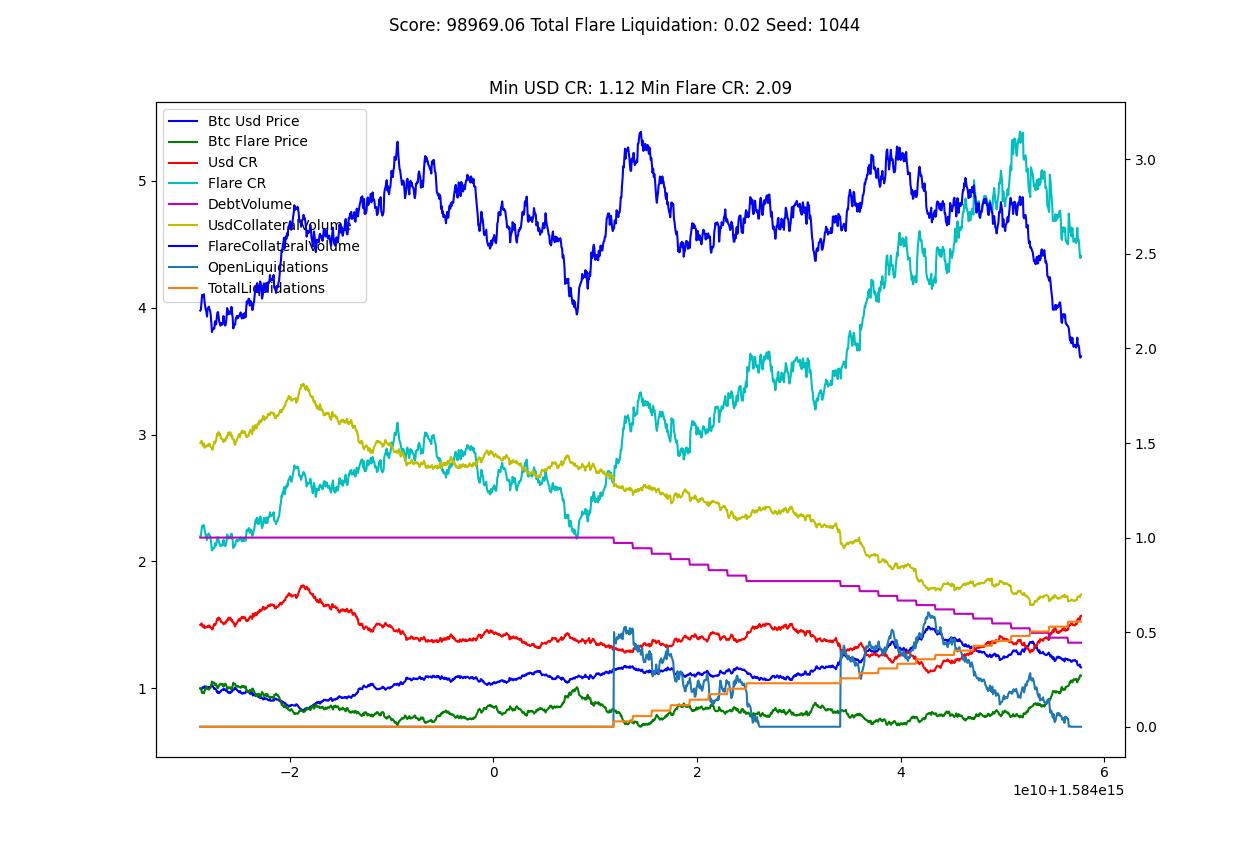 Score: 98969.06 Total Flare Liquidation: 0.02 Seed: 1044
Min USD CR: 1.12 Min Flare CR: 2.09
Btc Usd Price
Btc Flare Price
Usd CR
Flare CR
DebtVolume
UsdCollateralVolume
FlareCollateralVolume
OpenLiquidations
TotalLiquidations
5
4
3
2
1
3.0
2.5
2.0
1.5
1.0
0.5
0.0
−2 0 2 4 6
1e10+1.584e15